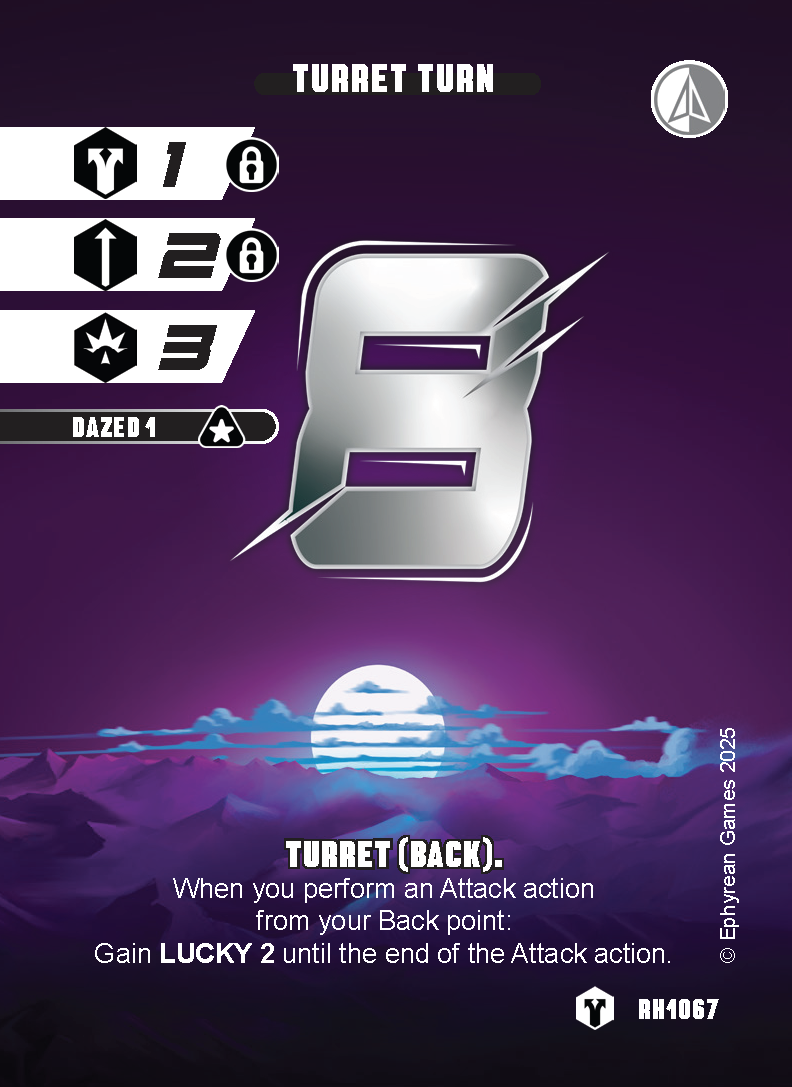 TURRET TURN
1
2
3
DAZED 1
8
TURRET (BACK).
When you perform an Attack action
from your Back point:
Gain LUCKY 2 until the end of the Attack action.
© Ephyrean Games 2025
RH1067